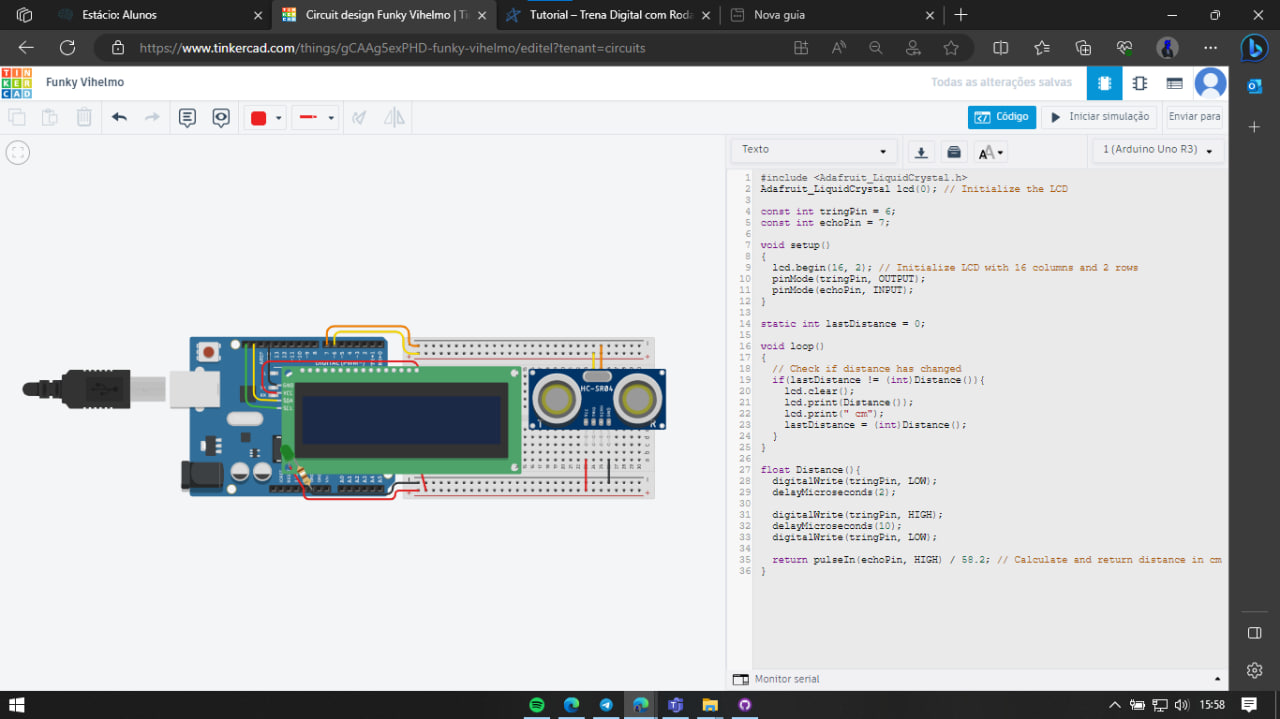 Estácio: Alunos
Circuit design Funky Vihelmo | Ti
Tutorial – Trena Digital com Roda
Nova guia
https://www.tinkercad.com/things/gCAAg5exPHD-funky-vihelmo/editel?tenant=circuits
TIN
KER
CAD
Funky Vihelmo
Todas as alterações salvas
Código
Iniciar simulação
Enviar para
Texto
1 (Arduino Uno R3)
1 #include <Adafruit_LiquidCrystal.h>
2 Adafruit_LiquidCrystal lcd(0); // Initialize the LCD
3
4 const int tringPin = 6;
5 const int echoPin = 7;
6
7 void setup()
8 {
9 lcd.begin(16, 2); // Initialize LCD with 16 columns and 2 rows
10 pinMode(tringPin, OUTPUT);
11 pinMode(echoPin, INPUT);
12 }
13
14 static int lastDistance = 0;
15
16 void loop()
17 {
18 // Check if distance has changed
19 if(lastDistance != (int)Distance()){
20 lcd.clear();
21 lcd.print(Distance());
22 lcd.print(" cm");
23 lastDistance = (int)Distance();
24 }
25 }
26
27 float Distance(){
28 digitalWrite(tringPin, LOW);
29 delayMicroseconds(2);
30
31 digitalWrite(tringPin, HIGH);
32 delayMicroseconds(10);
33 digitalWrite(tringPin, LOW);
34
35 return pulseIn(echoPin, HIGH) / 58.2; // Calculate and return distance in cm
36 }
GND
VCC
SDA
SCL
HC-SR04
Monitor serial
15:58